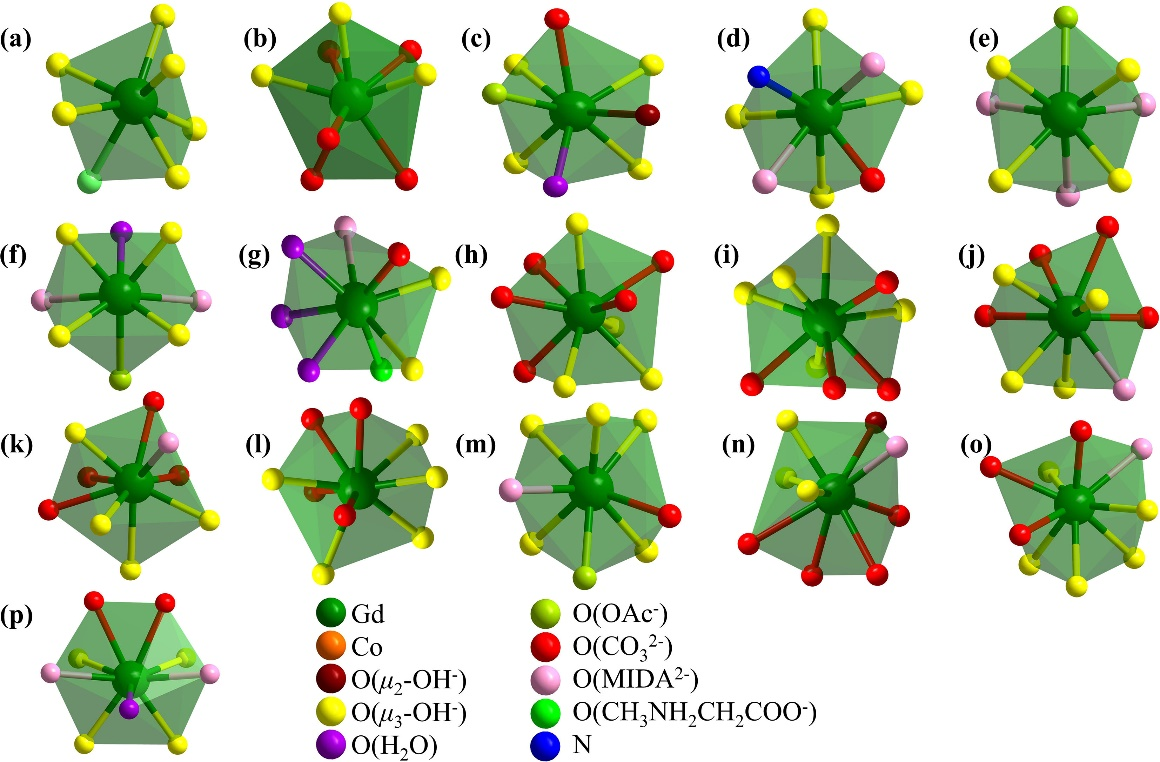 (a) (b) (c) (d) (e)
(f) (g) (h) (i) (j)
(k) (l) (m) (n) (o)
(p)
Gd O(OAc⁻)
Co O(CO₃²⁻)
O(μ₂-OH⁻) O(MIDA²⁻)
O(μ₃-OH⁻) O(CH₃NH₂CH₂COO⁻)
O(H₂O) N